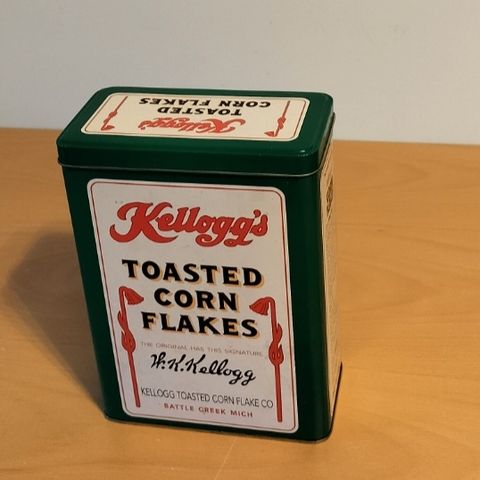 Kellogg's
TOASTED
CORN FLAKES
Kellogg's
TOASTED
CORN
FLAKES
THE ORIGINAL HAS THIS SIGNATURE
W.K.Kellogg
KELLOGG TOASTED CORN FLAKE CO
BATTLE CREEK MICH